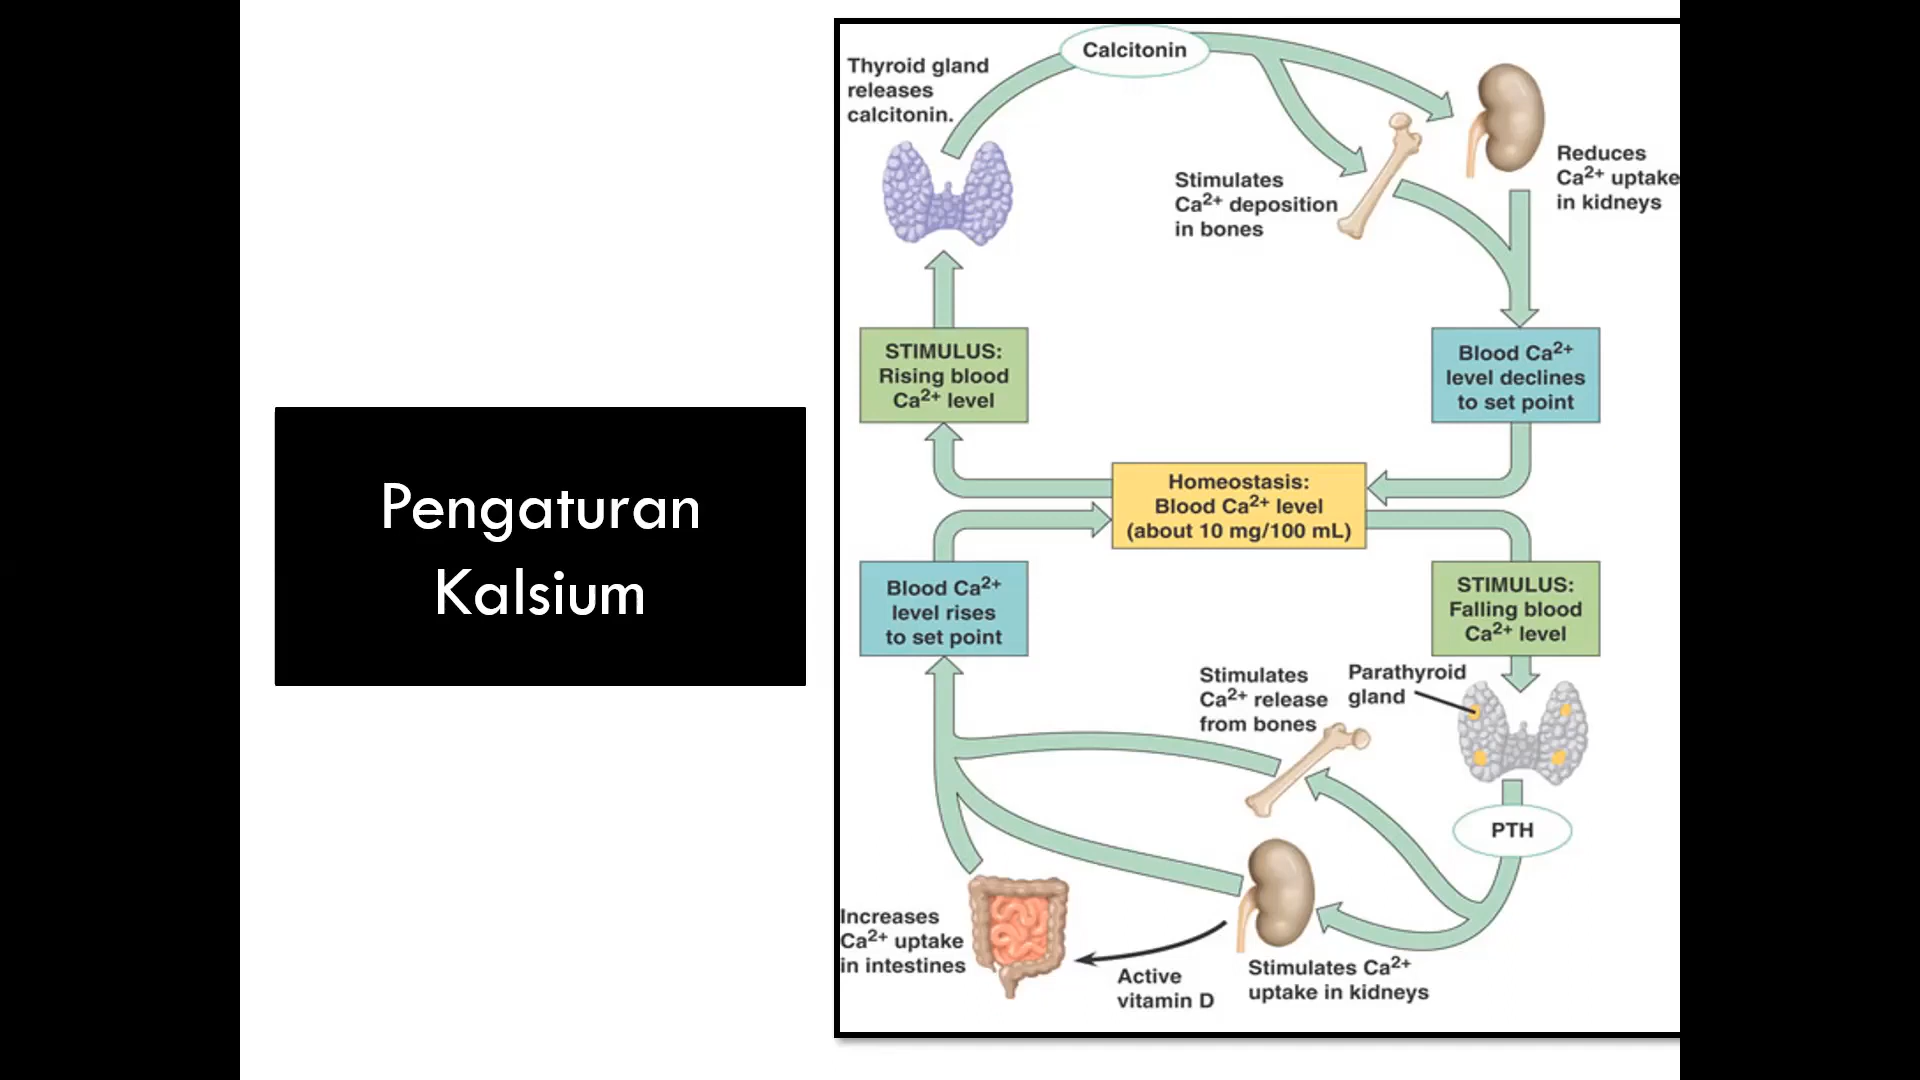 Pengaturan
Kalsium
Calcitonin
Thyroid gland
releases
calcitonin.
Stimulates
Ca2+ deposition
in bones
Reduces
Ca2+ uptake
in kidneys
STIMULUS:
Rising blood
Ca2+ level
Blood Ca2+
level declines
to set point
Homeostasis:
Blood Ca2+ level
(about 10 mg/100 mL)
Blood Ca2+
level rises
to set point
STIMULUS:
Falling blood
Ca2+ level
Stimulates
Ca2+ release
from bones
Parathyroid
gland
PTH
Increases
Ca2+ uptake
in intestines
Active
vitamin D
Stimulates Ca2+
uptake in kidneys